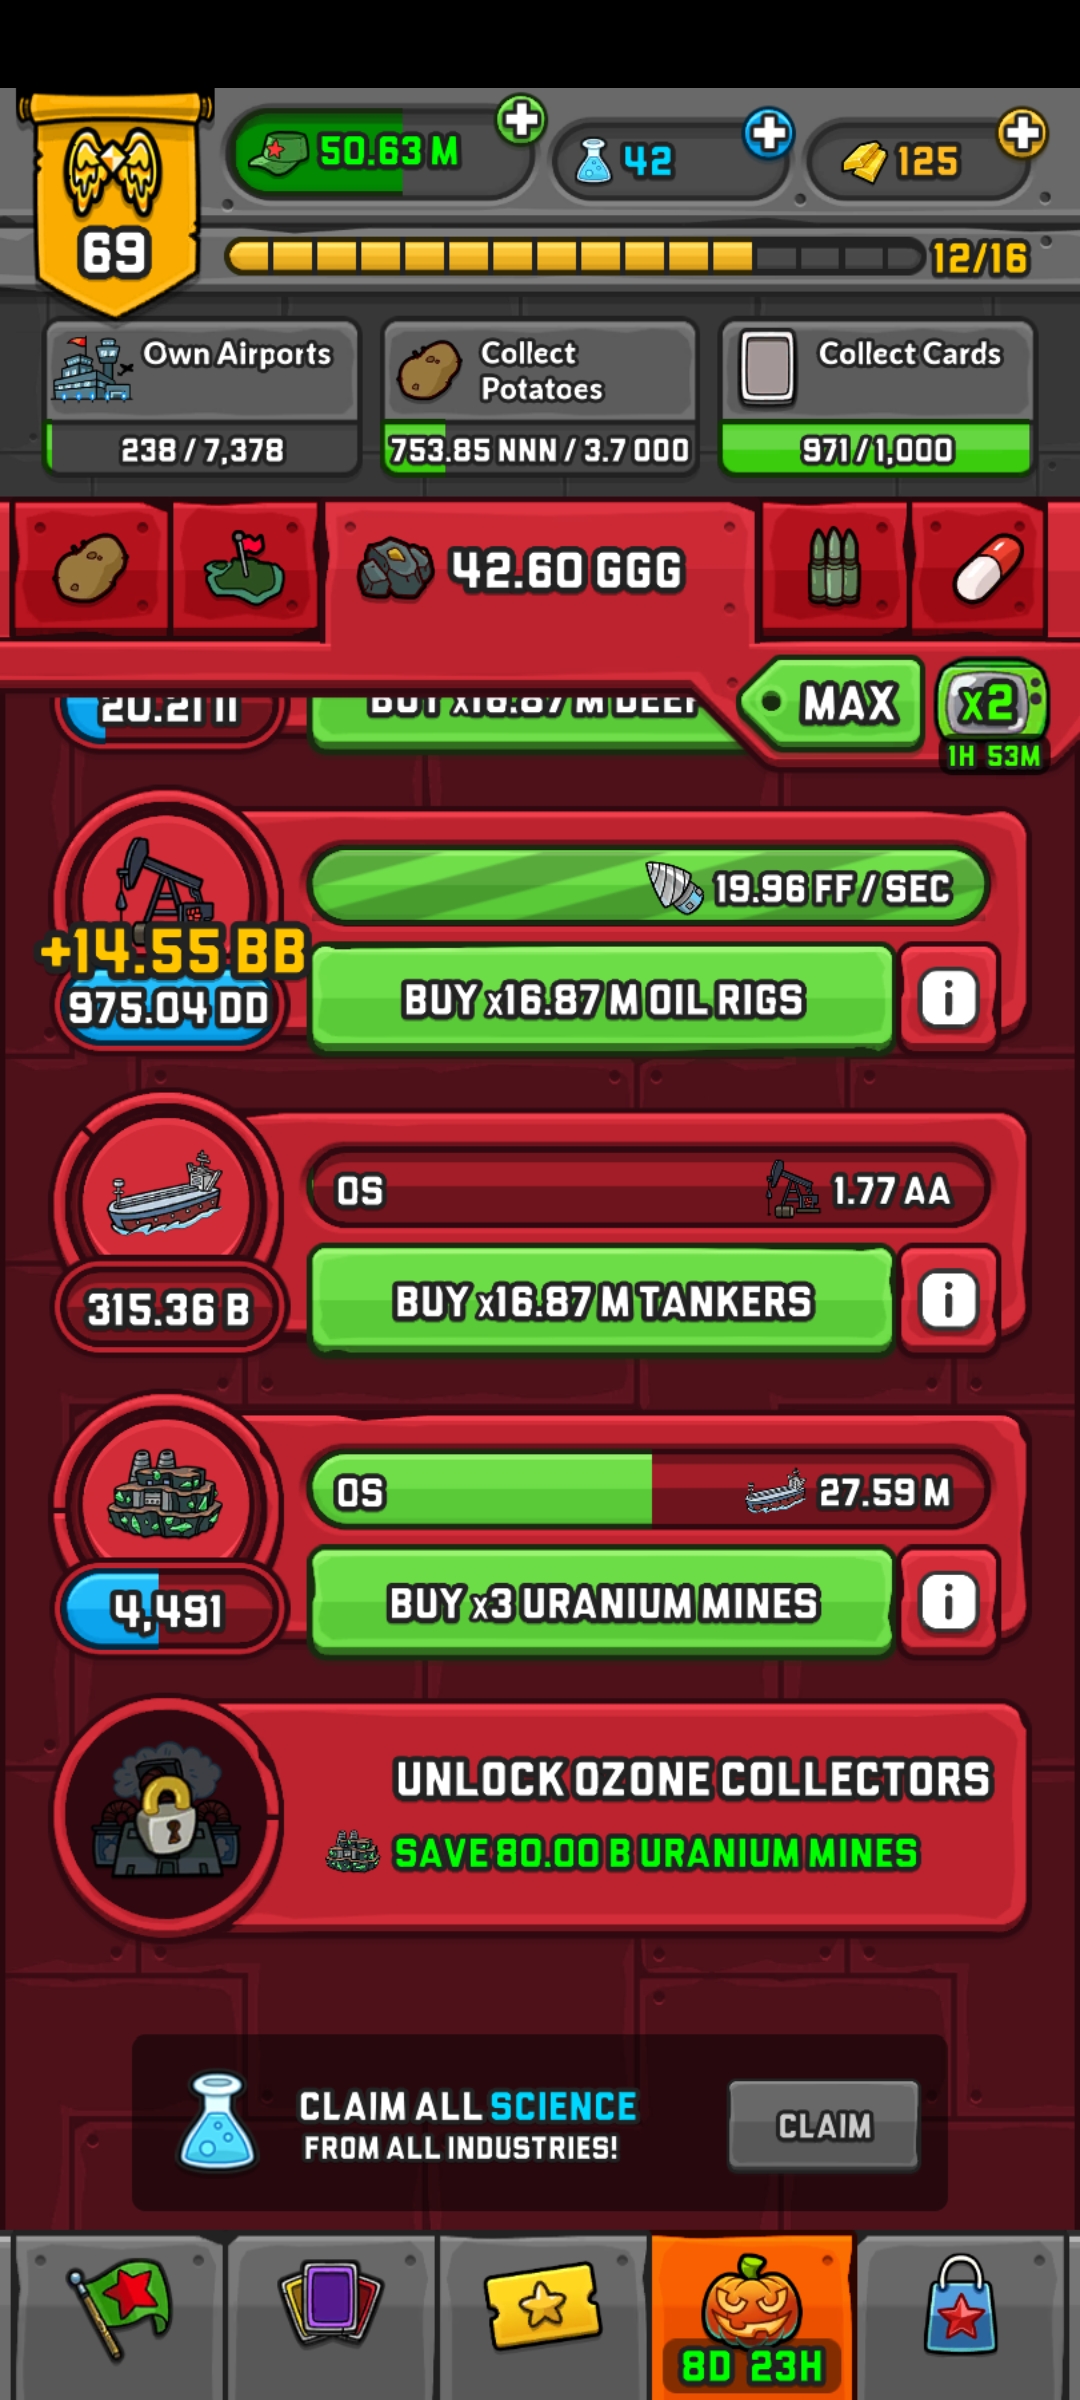 50.63 M
42
125
69
12/16
Own Airports
Collect
Potatoes
Collect Cards
238 / 7,378
753.85 NNN / 3.7 OOO
971 / 1,000
42.60 GGG
MAX
x2
1H 53M
BUY x16.87 M
19.96 FF / SEC
+14.55 BB
975.04 DD
BUY x16.87 M OIL RIGS
i
0S
1.77 AA
315.36 B
BUY x16.87 M TANKERS
i
0S
27.59 M
4,491
BUY x3 URANIUM MINES
i
UNLOCK OZONE COLLECTORS
SAVE 80.00 B URANIUM MINES
CLAIM ALL SCIENCE
FROM ALL INDUSTRIES!
CLAIM
8D 23H